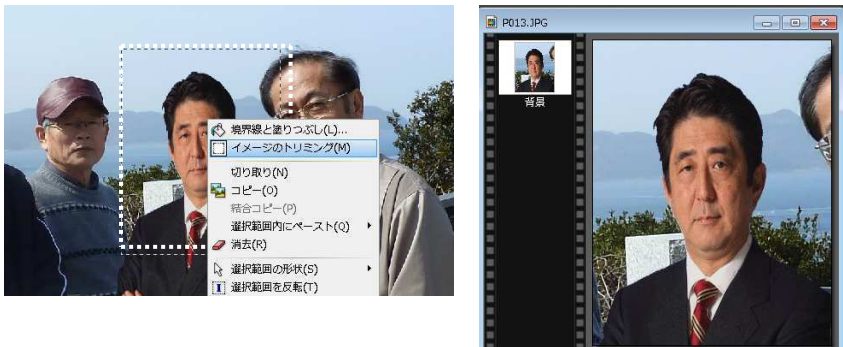 境界線と塗りつぶし(L)...
イメージのトリミング(M)
切り取り(N)
コピー(O)
結合コピー(P)
選択範囲内にペースト(Q)
消去(R)
選択範囲の形状(S)
選択範囲を反転(T)
P013.JPG
背景